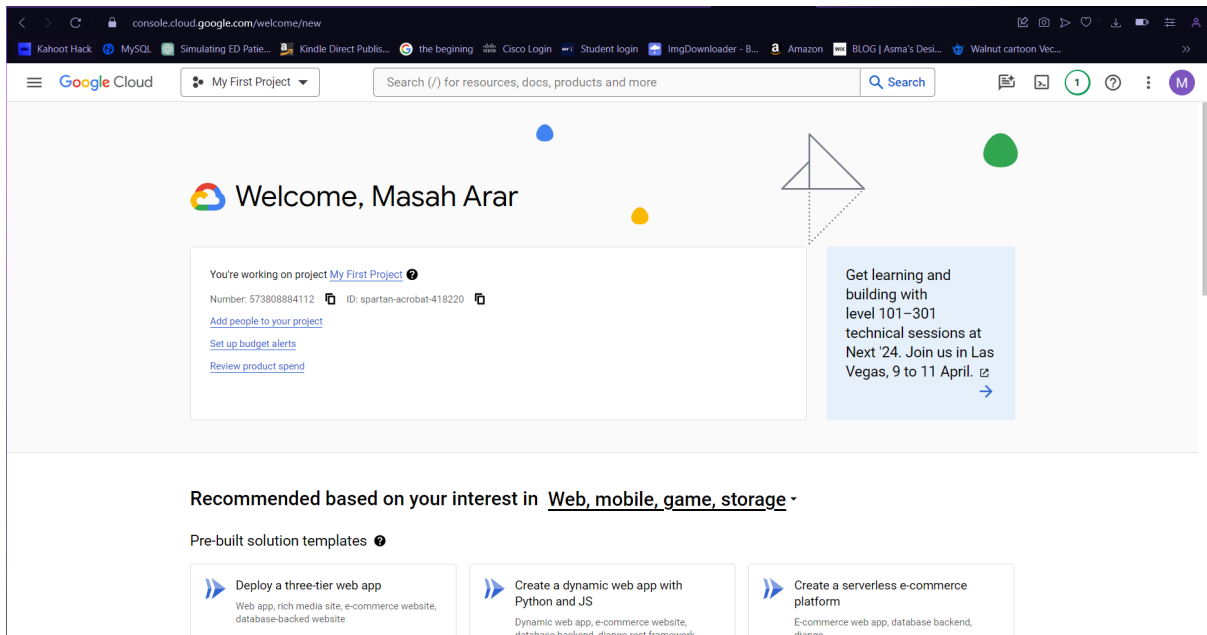 console.cloud.google.com/welcome/new
Kahoot Hack MySQL Simulating ED Patie... Kindle Direct Publis... the begining Cisco Login Student login ImgDownloader - B... Amazon BLOG | Asma's Desi... Walnut cartoon Vec...
Google Cloud My First Project Search (/) for resources, docs, products and more Search 1 M
Welcome, Masah Arar
You're working on project My First Project
Number: 573808884112 ID: spartan-acrobat-418220
Add people to your project
Set up budget alerts
Review product spend
Get learning and
building with
level 101–301
technical sessions at
Next '24. Join us in Las
Vegas, 9 to 11 April.
Recommended based on your interest in Web, mobile, game, storage
Pre-built solution templates
Deploy a three-tier web app
Web app, rich media site, e-commerce website,
database-backed website
Create a dynamic web app with
Python and JS
Dynamic web app, e-commerce website,
database backend, django rest framework
Create a serverless e-commerce
platform
E-commerce web app, database backend,
django